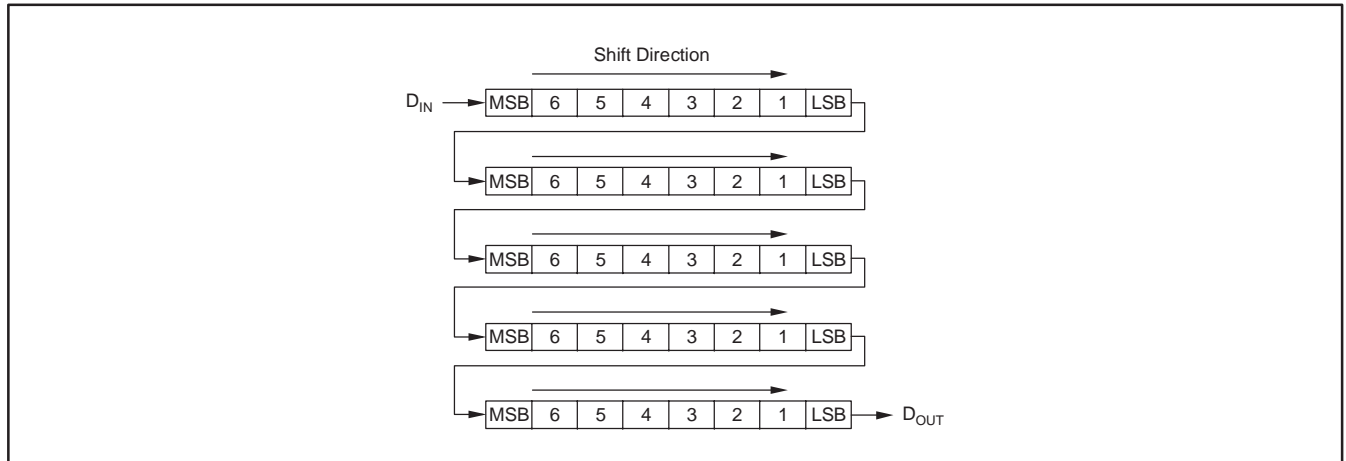 Shift Direction
D_IN MSB 6 5 4 3 2 1 LSB
MSB 6 5 4 3 2 1 LSB
MSB 6 5 4 3 2 1 LSB
MSB 6 5 4 3 2 1 LSB
MSB 6 5 4 3 2 1 LSB D_OUT